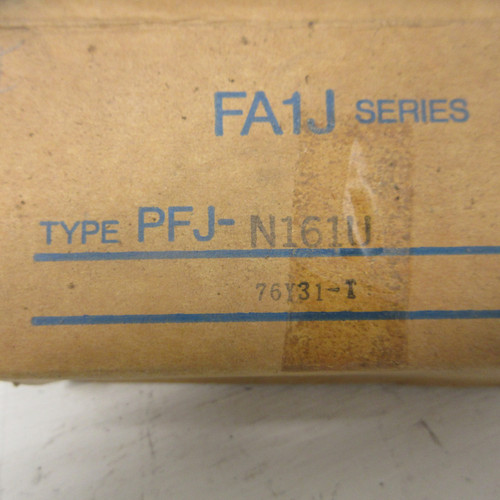 FA1J SERIES
TYPE PFJ-N161U
76Y31-I